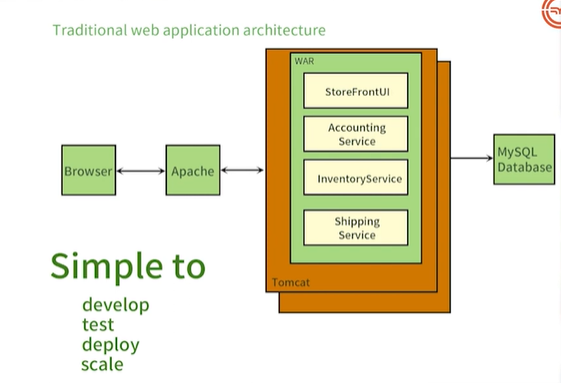 Traditional web application architecture
WAR
StoreFrontUI
Accounting
Service
InventoryService
Shipping
Service
Tomcat
Browser
Apache
MySQL
Database
Simple to
develop
test
deploy
scale